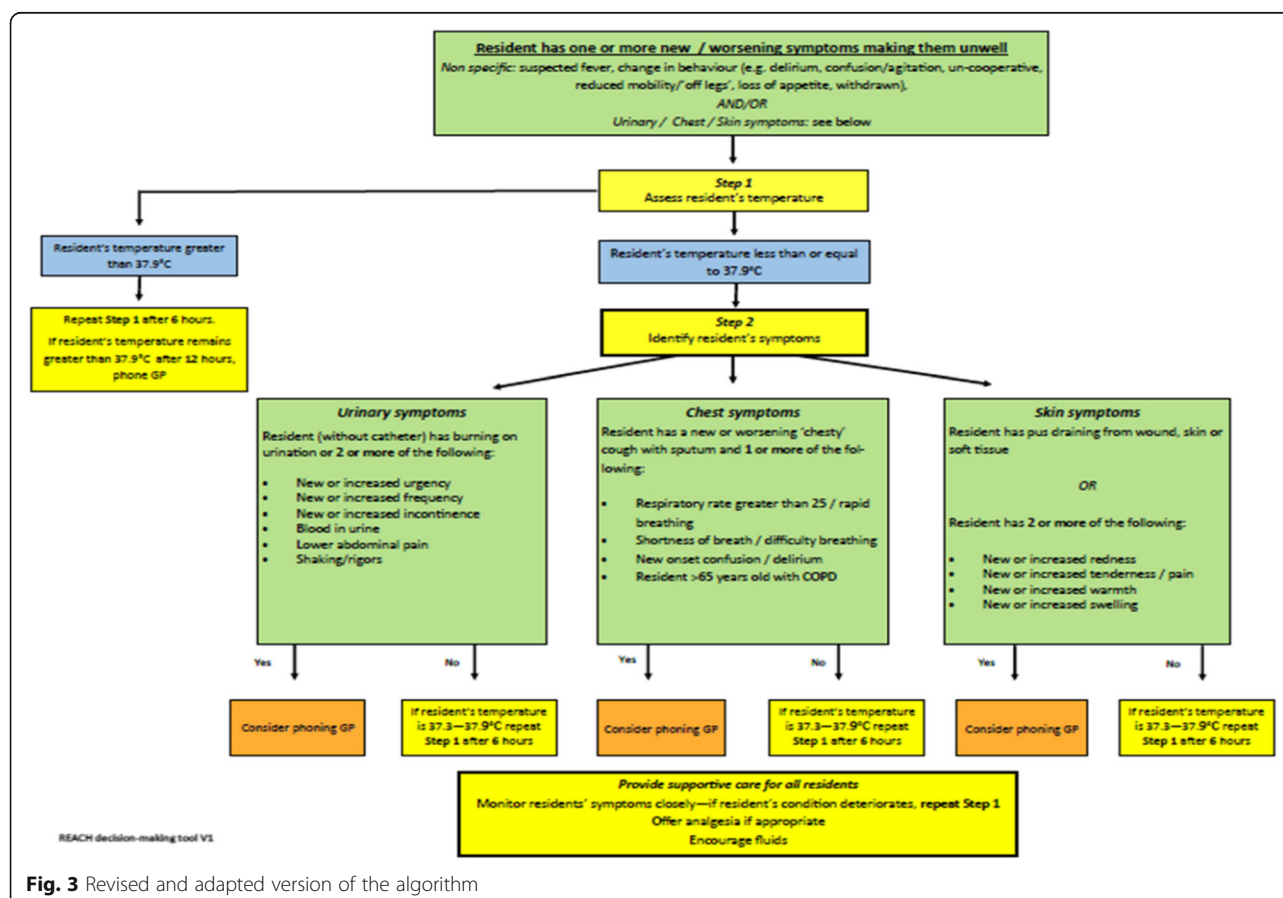 Resident has one or more new / worsening symptoms making them unwell
Non specific: suspected fever, change in behaviour (e.g. delirium, confusion/agitation, un-cooperative,
reduced mobility/'off legs', loss of appetite, withdrawn),
AND/OR
Urinary / Chest / Skin symptoms: see below
Step 1
Assess resident's temperature
Resident's temperature greater
than 37.9ºC
Resident's temperature less than or equal
to 37.9ºC
Repeat Step 1 after 6 hours.
If resident's temperature remains
greater than 37.9ºC after 12 hours,
phone GP
Step 2
Identify resident's symptoms
Urinary symptoms
Resident (without catheter) has burning on
urination or 2 or more of the following:
• New or increased urgency
• New or increased frequency
• New or increased incontinence
• Blood in urine
• Lower abdominal pain
• Shaking/rigors
Chest symptoms
Resident has a new or worsening 'chesty'
cough with sputum and 1 or more of the fol-
lowing:
• Respiratory rate greater than 25 / rapid
breathing
• Shortness of breath / difficulty breathing
• New onset confusion / delirium
• Resident >65 years old with COPD
Skin symptoms
Resident has pus draining from wound, skin or
soft tissue
OR
Resident has 2 or more of the following:
• New or increased redness
• New or increased tenderness / pain
• New or increased warmth
• New or increased swelling
Yes
No
Yes
No
Yes
No
Consider phoning GP
If resident's temperature
is 37.3—37.9ºC repeat
Step 1 after 6 hours
Consider phoning GP
If resident's temperature
is 37.3—37.9ºC repeat
Step 1 after 6 hours
Consider phoning GP
If resident's temperature
is 37.3—37.9ºC repeat
Step 1 after 6 hours
Provide supportive care for all residents
Monitor residents' symptoms closely—if resident's condition deteriorates, repeat Step 1
Offer analgesia if appropriate
Encourage fluids
REACH decision-making tool V1
Fig. 3 Revised and adapted version of the algorithm